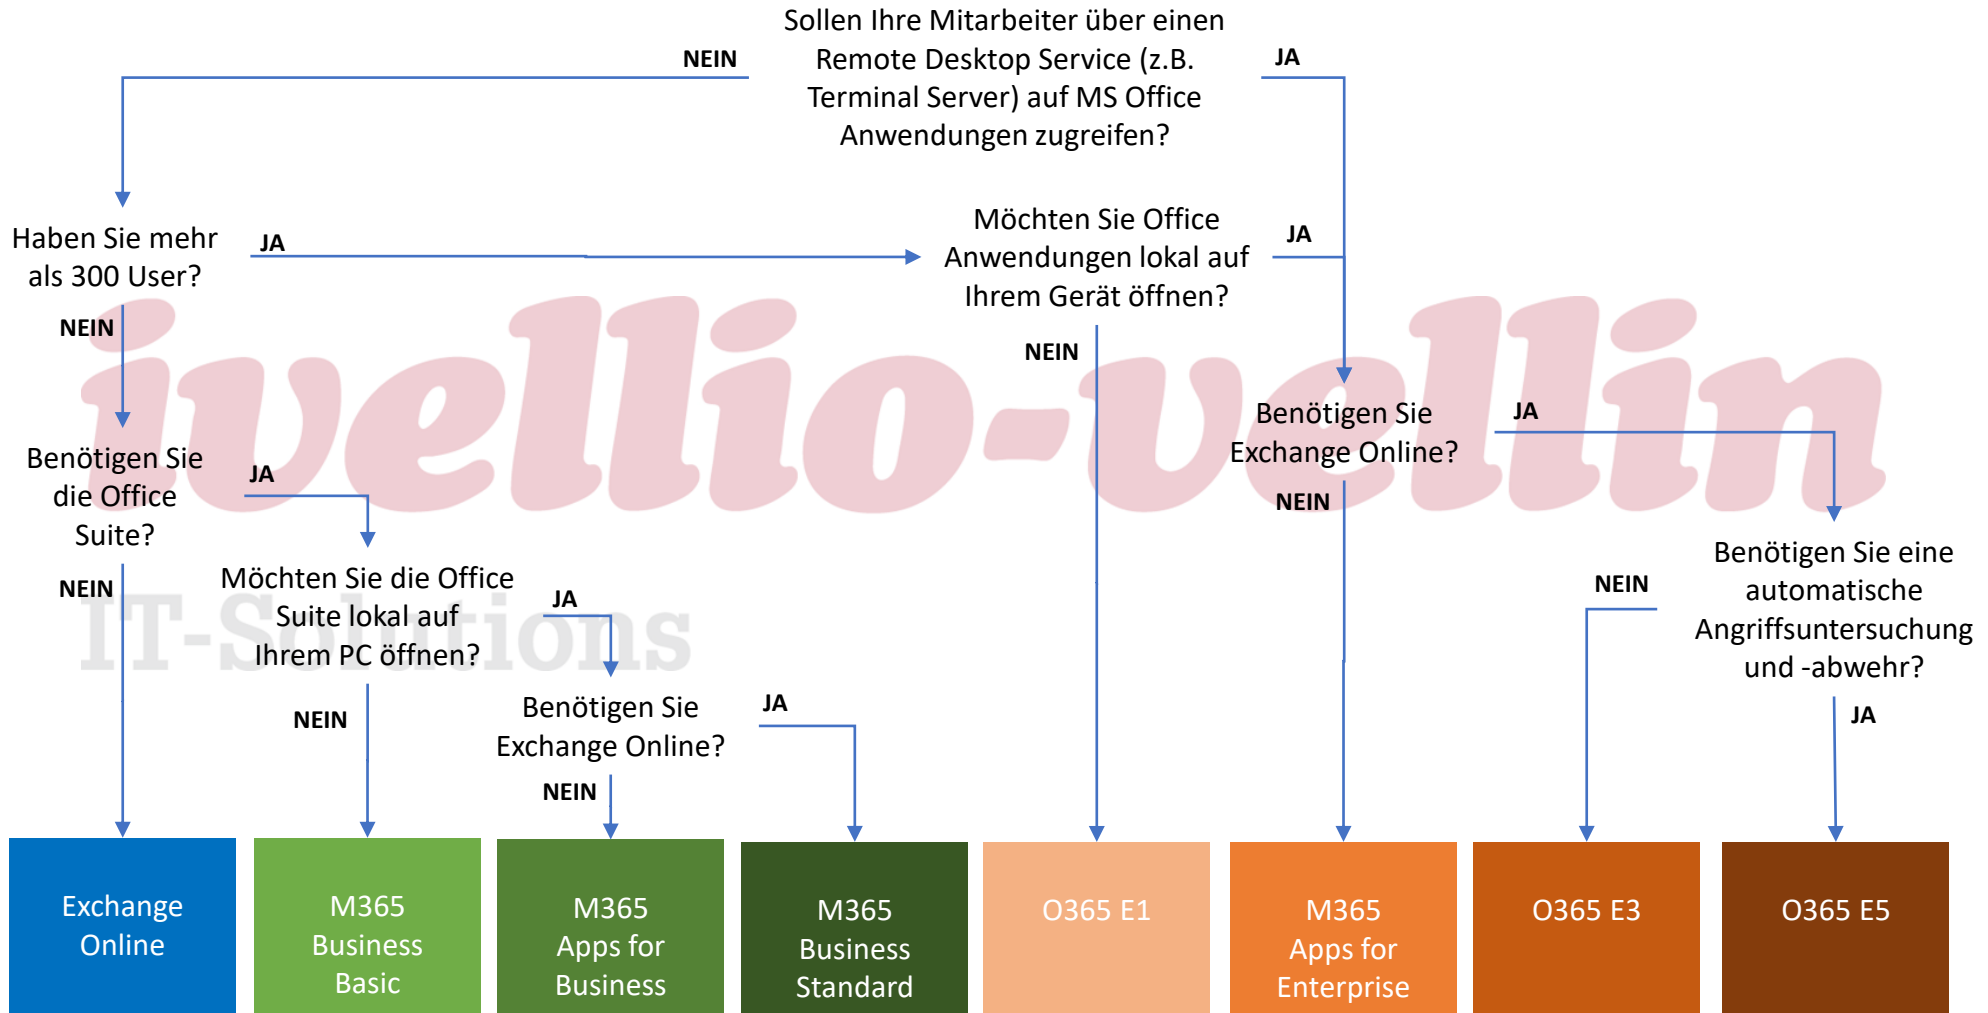 Sollen Ihre Mitarbeiter über einen
Remote Desktop Service (z.B.
Terminal Server) auf MS Office
Anwendungen zugreifen?
NEIN
JA
Haben Sie mehr
als 300 User?
JA
NEIN
Möchten Sie Office
Anwendungen lokal auf
Ihrem Gerät öffnen?
JA
NEIN
ivellio-vellin
IT-Solutions
Benötigen Sie
Exchange Online?
JA
NEIN
Benötigen Sie
die Office
Suite?
JA
NEIN
Möchten Sie die Office
Suite lokal auf
Ihrem PC öffnen?
JA
NEIN
Benötigen Sie eine
automatische
Angriffsuntersuchung
und -abwehr?
NEIN
JA
Benötigen Sie
Exchange Online?
JA
NEIN
Exchange
Online
M365
Business
Basic
M365
Apps for
Business
M365
Business
Standard
O365 E1
M365
Apps for
Enterprise
O365 E3
O365 E5